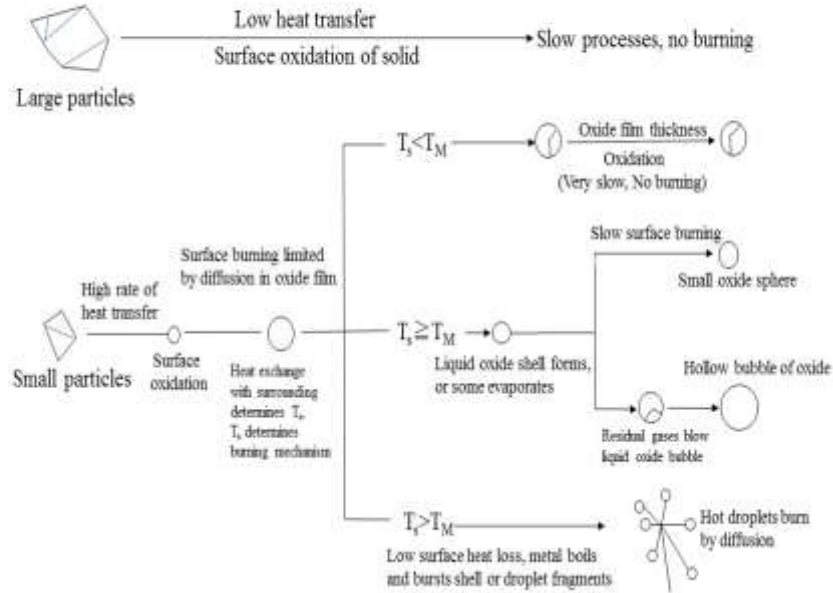 Low heat transfer
Surface oxidation of solid
Slow processes, no burning
Large particles
Ts<TM
Oxide film thickness
Oxidation
(Very slow, No burning)
Surface burning limited
by diffusion in oxide film
High rate of
heat transfer
Small particles
Surface
oxidation
Heat exchange
with surrounding
determines Ts,
Ts determines
burning mechanism
Ts≧TM
Liquid oxide shell forms,
or some evaporates
Slow surface burning
Small oxide sphere
Hollow bubble of oxide
Residual gases blow
liquid oxide bubble
Ts>TM
Low surface heat loss, metal boils
and bursts shell or droplet fragments
Hot droplets burn
by diffusion